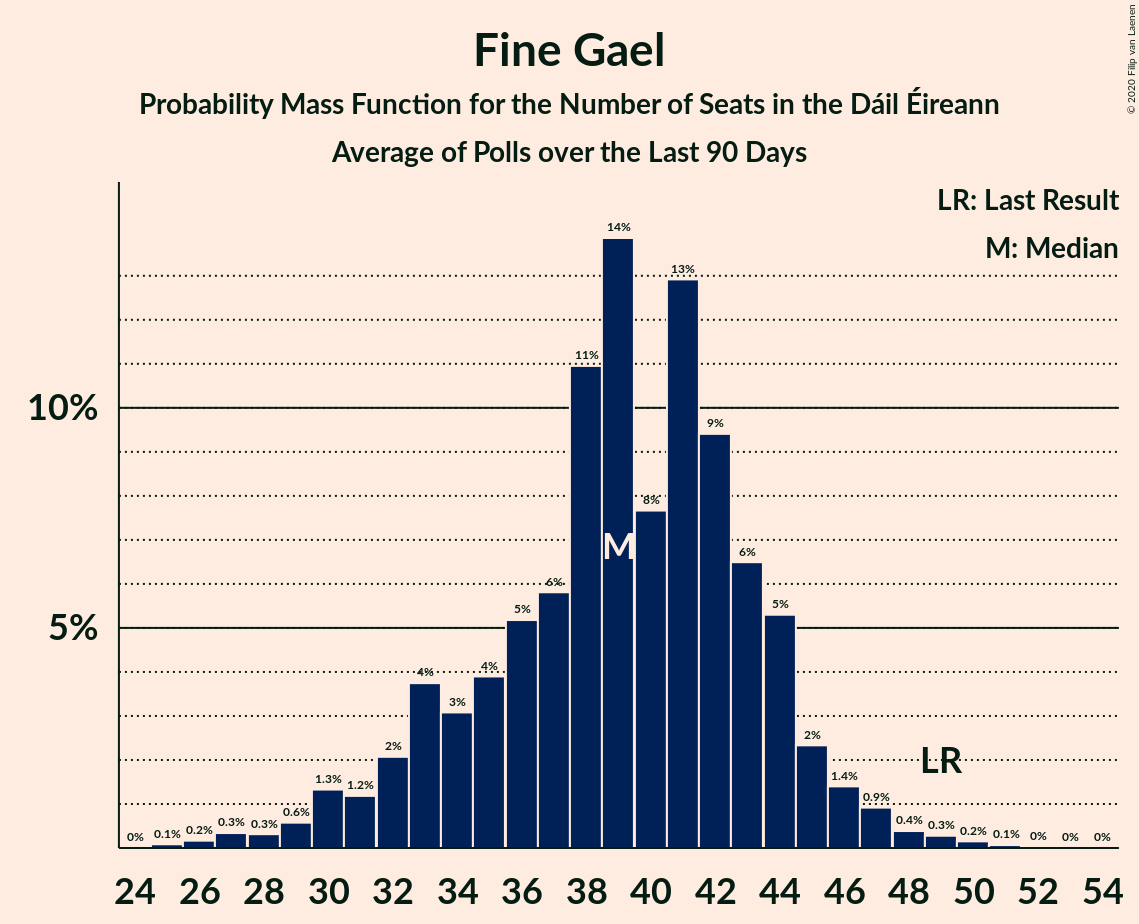 © 2020 Filip van Laenen
Fine Gael
Probability Mass Function for the Number of Seats in the Dáil Éireann
Average of Polls over the Last 90 Days
LR: Last Result
M: Median
10%
5%
0% 0.1% 0.2% 0.3% 0.3% 0.6% 1.3% 1.2% 2% 4% 3% 4% 5% 6% 11% 14% 8% 13% 9% 6% 5% 2% 1.4% 0.9% 0.4% 0.3% 0.2% 0.1% 0% 0% 0%
M
LR
24 26 28 30 32 34 36 38 40 42 44 46 48 50 52 54